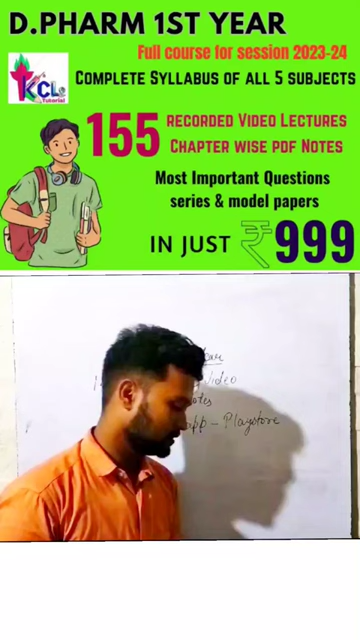 D.PHARM 1ST YEAR
Full course for session 2023-24
KCL
Tutorial
COMPLETE SYLLABUS OF ALL 5 SUBJECTS
155
RECORDED VIDEO LECTURES
CHAPTER WISE PDF NOTES
Most Important Questions
series & model papers
IN JUST ₹999
Video
app - Playstore